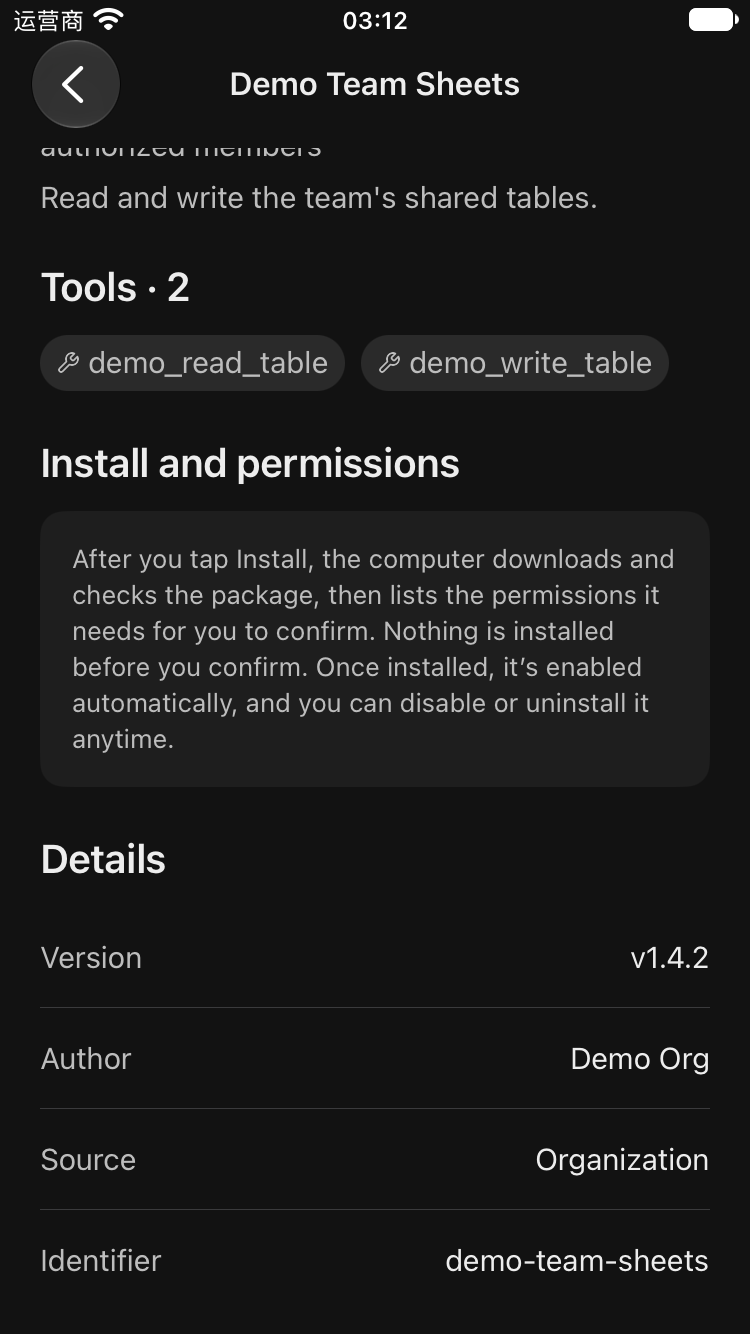 运营商
03:12
Demo Team Sheets
authorized members
Read and write the team's shared tables.
Tools · 2
demo_read_table
demo_write_table
Install and permissions
After you tap Install, the computer downloads and
checks the package, then lists the permissions it
needs for you to confirm. Nothing is installed
before you confirm. Once installed, it’s enabled
automatically, and you can disable or uninstall it
anytime.
Details
Version
v1.4.2
Author
Demo Org
Source
Organization
Identifier
demo-team-sheets